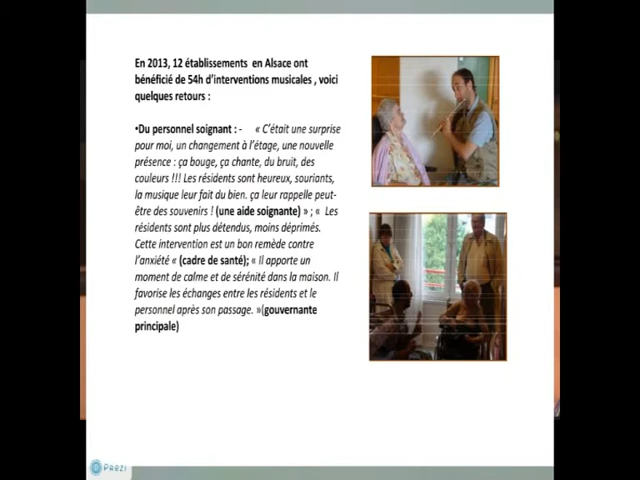 En 2013, 12 établissements en Alsace ont
bénéficié de 54h d'interventions musicales , voici
quelques retours :
•Du personnel soignant : - « C'était une surprise
pour moi, un changement à l'étage, une nouvelle
présence : ça bouge, ça chante, du bruit, des
couleurs !!! Les résidents sont heureux, souriants,
la musique leur fait du bien. ça leur rappelle peut-
être des souvenirs ! (une aide soignante) » ; « Les
résidents sont plus détendus, moins déprimés.
Cette intervention est un bon remède contre
l'anxiété « (cadre de santé); « Il apporte un
moment de calme et de sérénité dans la maison. Il
favorise les échanges entre les résidents et le
personnel après son passage. »(gouvernante
principale)
PREZI